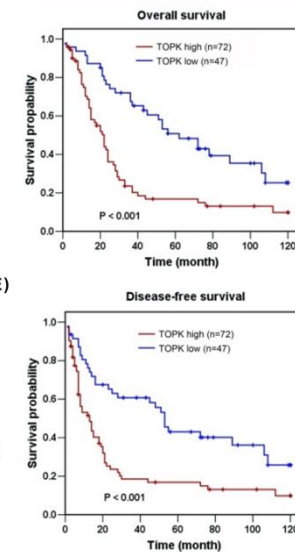 Overall survival
1.0
0.8
0.6
0.4
0.2
0.0
Survival propability
TOPK high (n=72)
TOPK low (n=47)
P < 0.001
0 20 40 60 80 100 120
Time (month)
E)
Disease-free survival
1.0
0.8
0.6
0.4
0.2
0.0
Survival probability
TOPK high (n=72)
TOPK low (n=47)
P < 0.001
0 20 40 60 80 100 120
Time (month)